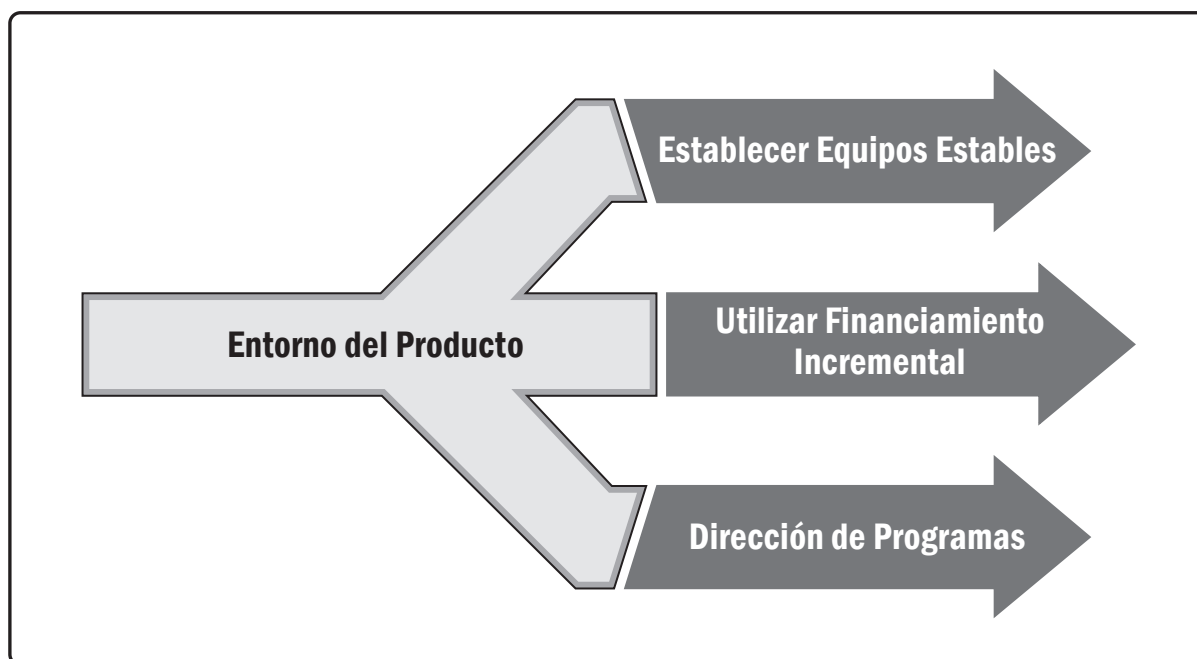 Establecer Equipos Estables
Entorno del Producto
Utilizar Financiamiento
Incremental
Dirección de Programas